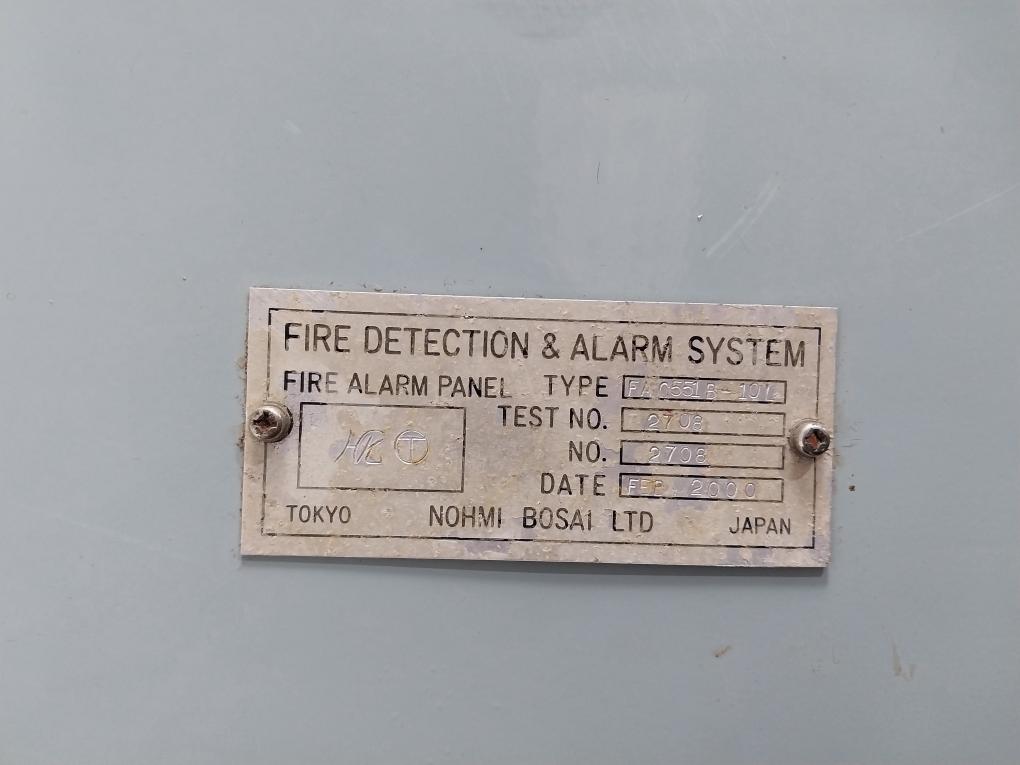 FIRE DETECTION & ALARM SYSTEM
FIRE ALARM PANEL TYPE
TEST NO. 2708
NO. 2708
DATE FEB. 2000
TOKYO NOHMI BOSAI LTD JAPAN